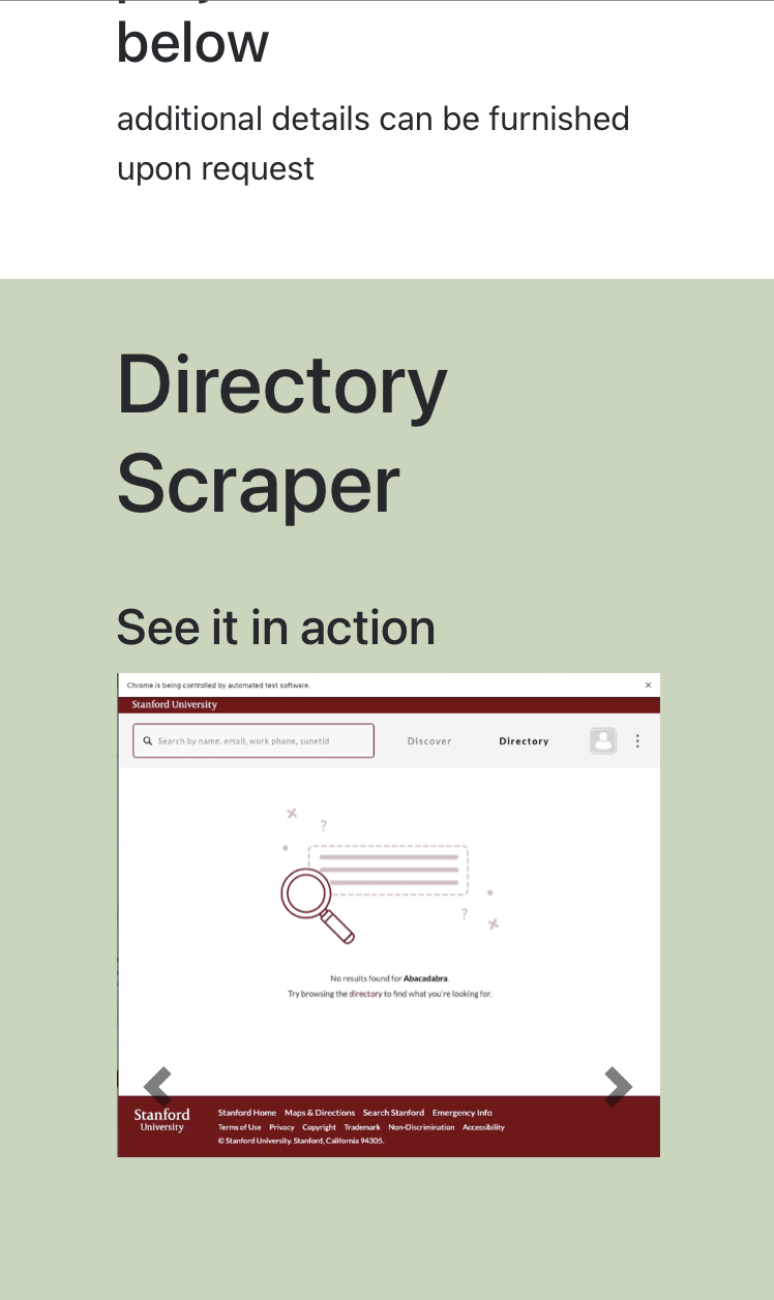 below
additional details can be furnished
upon request
Directory
Scraper
See it in action
Chrome is being controlled by automated test software.
Stanford University
Search by name, email, work phone, sunetid
Discover
Directory
?
?
No results found for Abacadabra.
Try browsing the directory to find what you're looking for.
Stanford
University
Stanford Home Maps & Directions Search Stanford Emergency Info
Terms of Use Privacy Copyright Trademark Non-Discrimination Accessibility
© Stanford University. Stanford, California 94305.